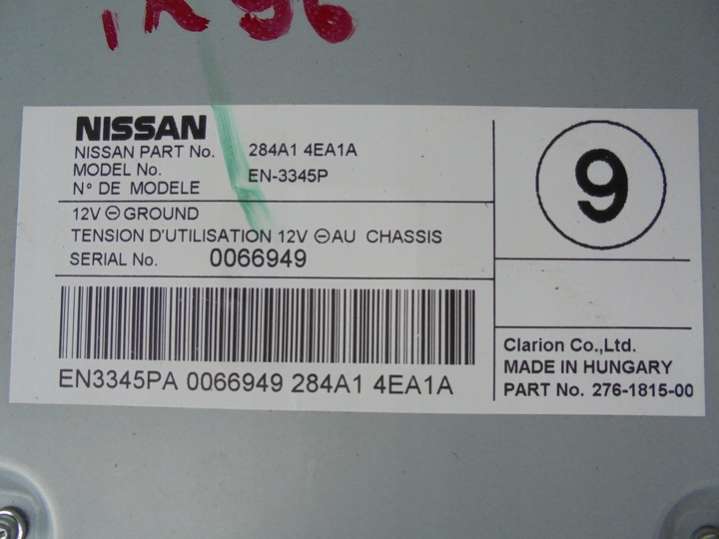 NISSAN
NISSAN PART No. 284A1 4EA1A
MODEL No.
N° DE MODELE EN-3345P
12V ⊖ GROUND
TENSION D'UTILISATION 12V ⊖ AU CHASSIS
SERIAL No. 0066949
EN3345PA 0066949 284A1 4EA1A
9
Clarion Co.,Ltd.
MADE IN HUNGARY
PART No. 276-1815-00